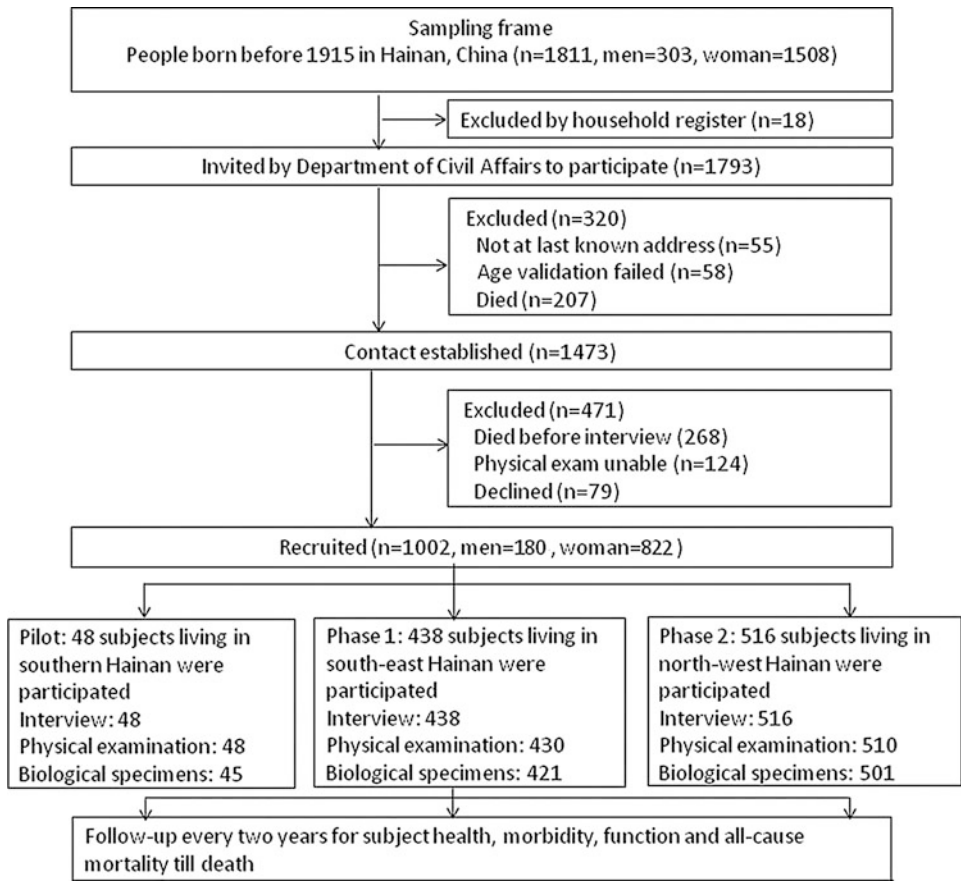 Sampling frame
People born before 1915 in Hainan, China (n=1811, men=303, woman=1508)
Excluded by household register (n=18)
Invited by Department of Civil Affairs to participate (n=1793)
Excluded (n=320)
Not at last known address (n=55)
Age validation failed (n=58)
Died (n=207)
Contact established (n=1473)
Excluded (n=471)
Died before interview (268)
Physical exam unable (n=124)
Declined (n=79)
Recruited (n=1002, men=180 , woman=822 )
Pilot: 48 subjects living in
southern Hainan were
participated
Interview: 48
Physical examination: 48
Biological specimens: 45
Phase 1: 438 subjects living in
south-east Hainan were
participated
Interview: 438
Physical examination: 430
Biological specimens: 421
Phase 2: 516 subjects living in
north-west Hainan were
participated
Interview: 516
Physical examination: 510
Biological specimens: 501
Follow-up every two years for subject health, morbidity, function and all-cause
mortality till death